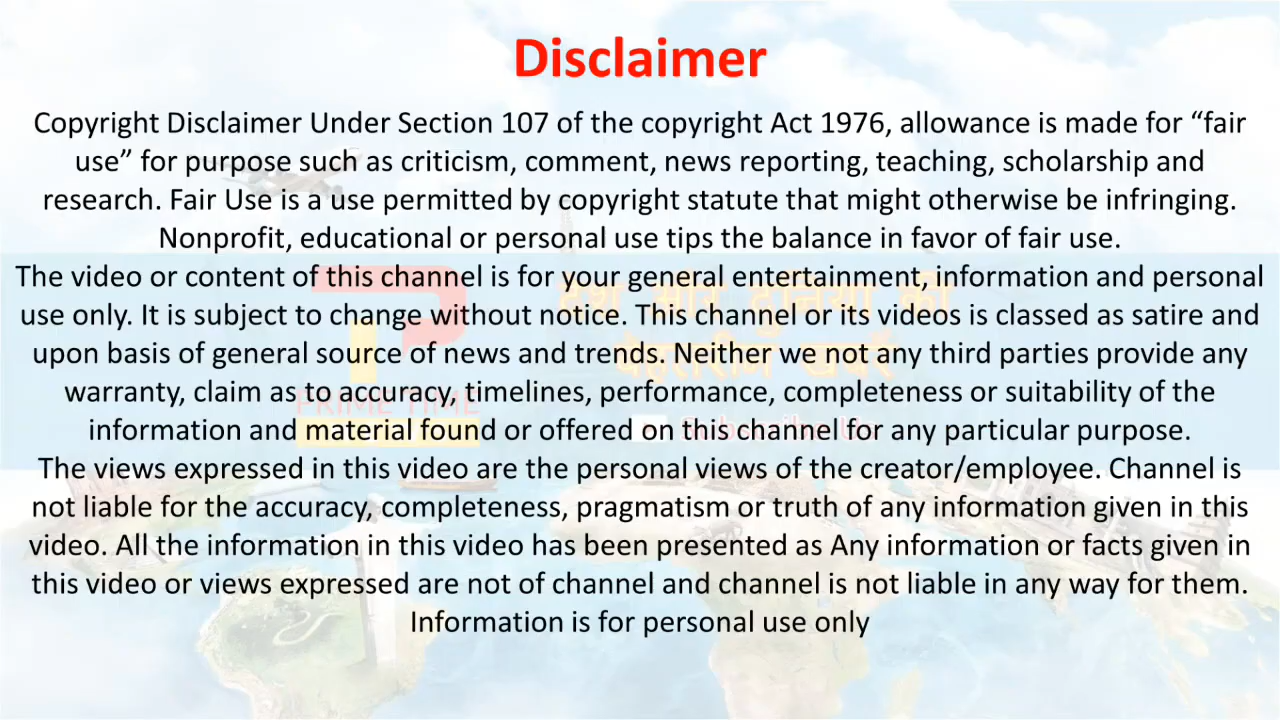 Disclaimer
Copyright Disclaimer Under Section 107 of the copyright Act 1976, allowance is made for “fair
use” for purpose such as criticism, comment, news reporting, teaching, scholarship and
research. Fair Use is a use permitted by copyright statute that might otherwise be infringing.
Nonprofit, educational or personal use tips the balance in favor of fair use.
The video or content of this channel is for your general entertainment, information and personal
use only. It is subject to change without notice. This channel or its videos is classed as satire and
upon basis of general source of news and trends. Neither we not any third parties provide any
warranty, claim as to accuracy, timelines, performance, completeness or suitability of the
information and material found or offered on this channel for any particular purpose.
The views expressed in this video are the personal views of the creator/employee. Channel is
not liable for the accuracy, completeness, pragmatism or truth of any information given in this
video. All the information in this video has been presented as Any information or facts given in
this video or views expressed are not of channel and channel is not liable in any way for them.
Information is for personal use only
PRIME TIME
देश और दुनिया की
बेहतरीन खबरें
Subscribe Us